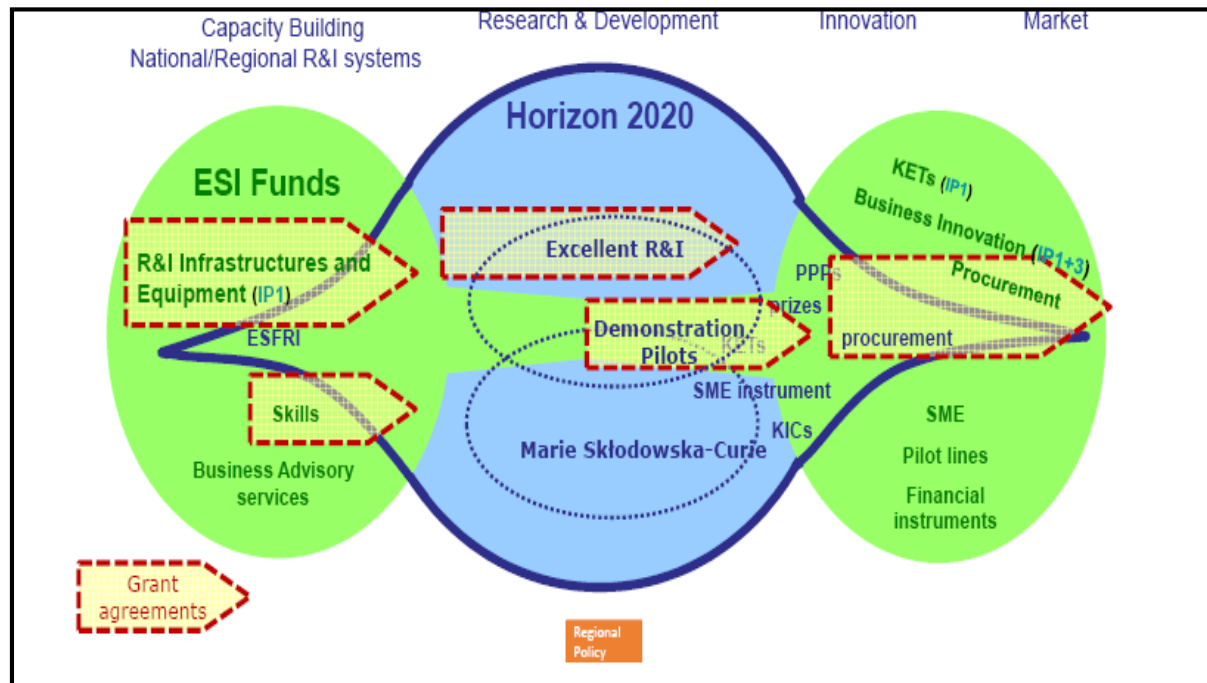 Capacity Building
National/Regional R&I systems
Research & Development
Innovation
Market
Horizon 2020
ESI Funds
R&I Infrastructures and
Equipment (IP1)
ESFRI
Skills
Business Advisory
services
Excellent R&I
Demonstration
Pilots
KETs
PPPs
prizes
SME instrument
KICs
Marie Skłodowska-Curie
KETs (IP1)
Business Innovation (IP1+3)
Procurement
procurement
SME
Pilot lines
Financial
instruments
Grant
agreements
Regional
Policy